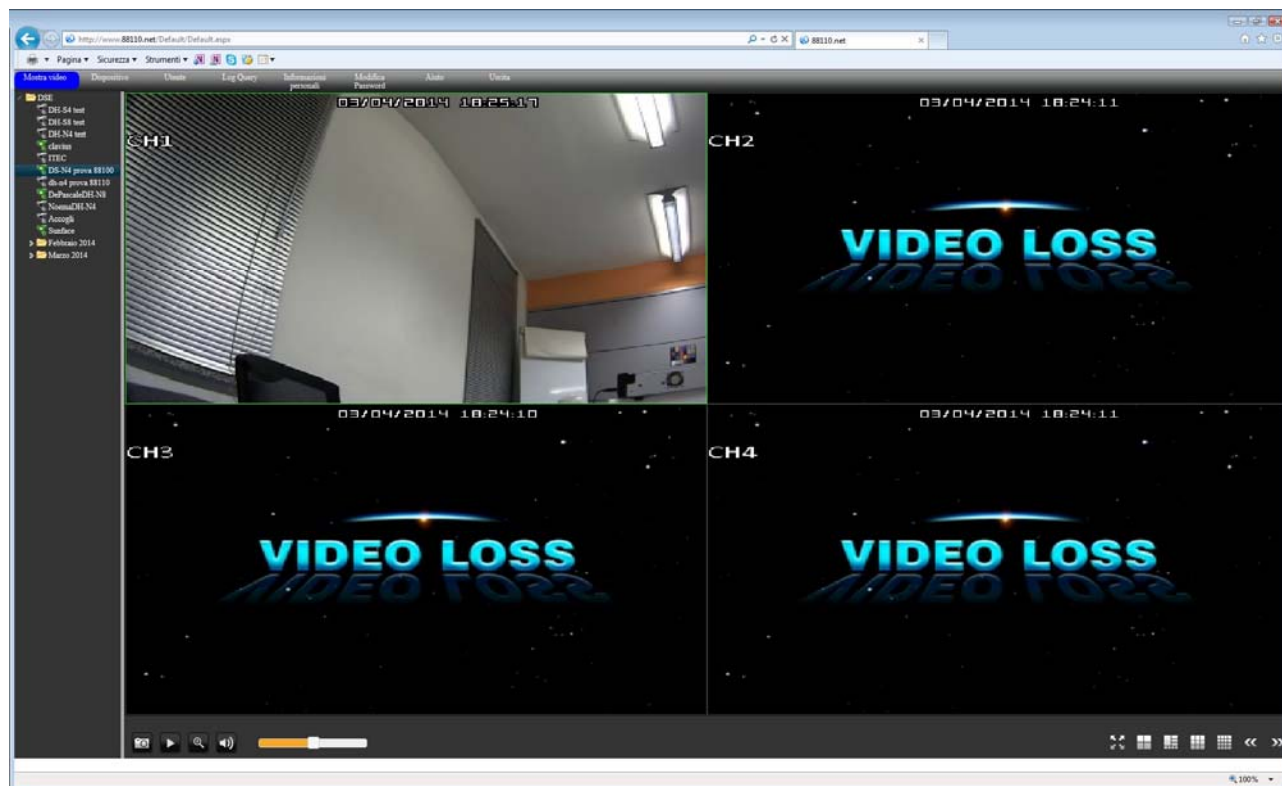 http://www.88110.net/Default/Default.aspx
88110.net
Pagina Sicurezza Strumenti
Mostra video Dispositivo Utente Log Query Informazioni personali Modifica Password Aiuto Uscita
DSE
DH-S4 test
DH-S8 test
DH-N4 test
clavius
ITEC
DS-N4 prova 88100
ds-n4 prova 88110
DePascaleDH-N8
NoemaDH-N4
Accogli
Sunface
Febbraio 2014
Marzo 2014
03/04/2014 18:25:17
CH1
03/04/2014 18:24:11
CH2
VIDEO LOSS
03/04/2014 18:24:10
CH3
VIDEO LOSS
03/04/2014 18:24:11
CH4
VIDEO LOSS
100%